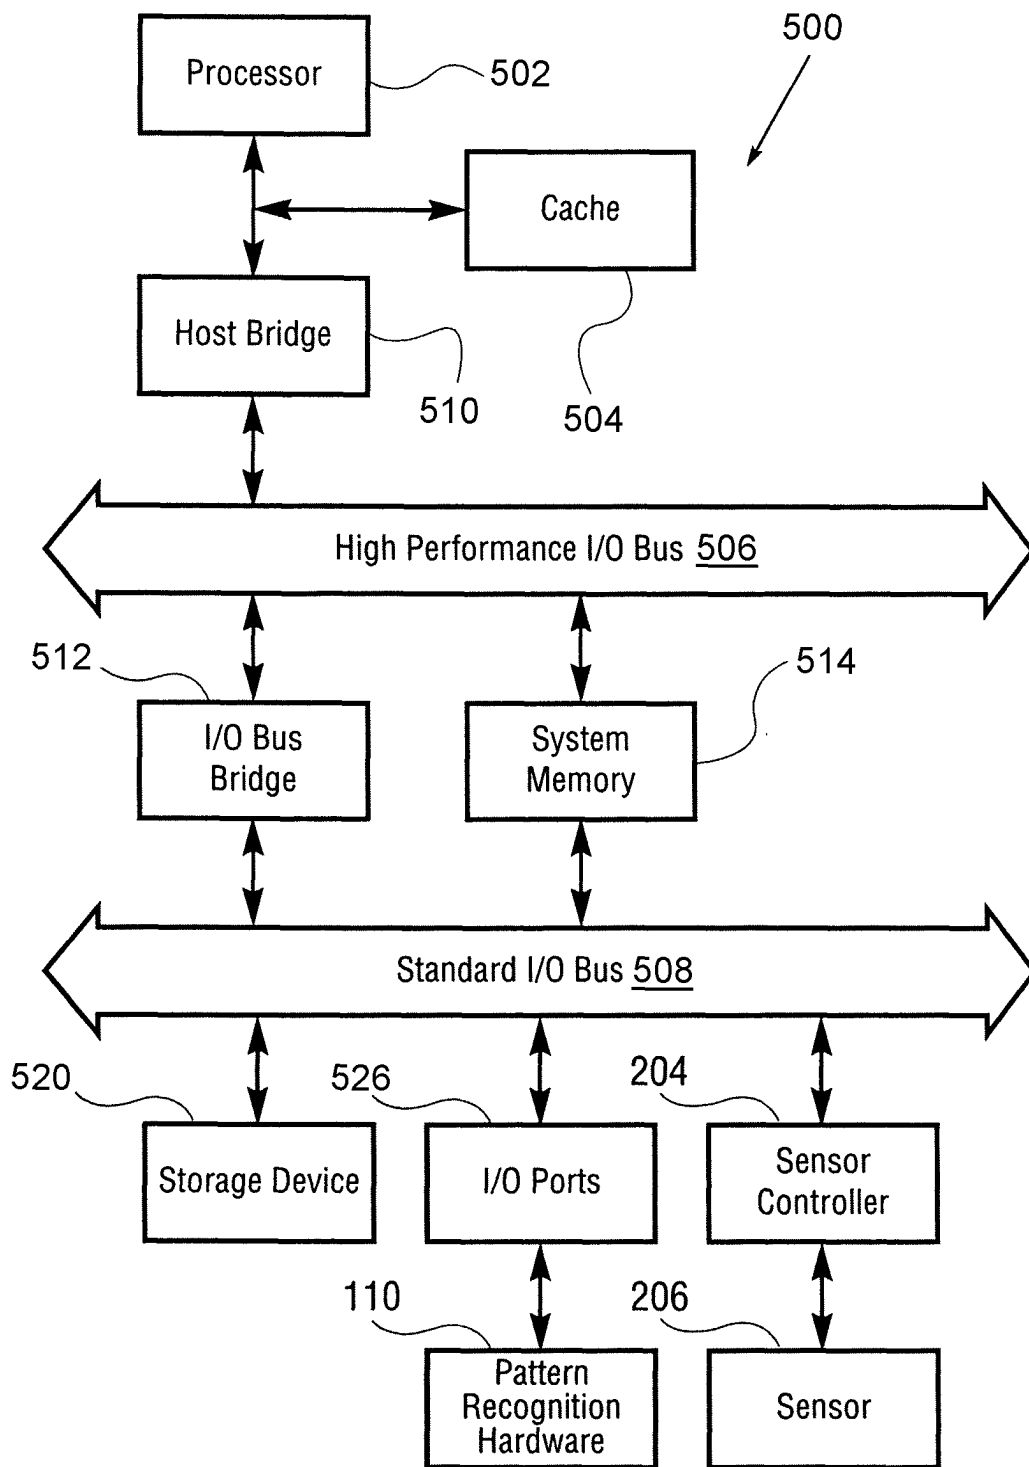 500
Processor
502
Cache
Host Bridge
510
504
High Performance I/O Bus 506
512
514
I/O Bus
Bridge
System
Memory
Standard I/O Bus 508
520
526
204
Storage Device
I/O Ports
Sensor
Controller
110
206
Pattern
Recognition
Hardware
Sensor